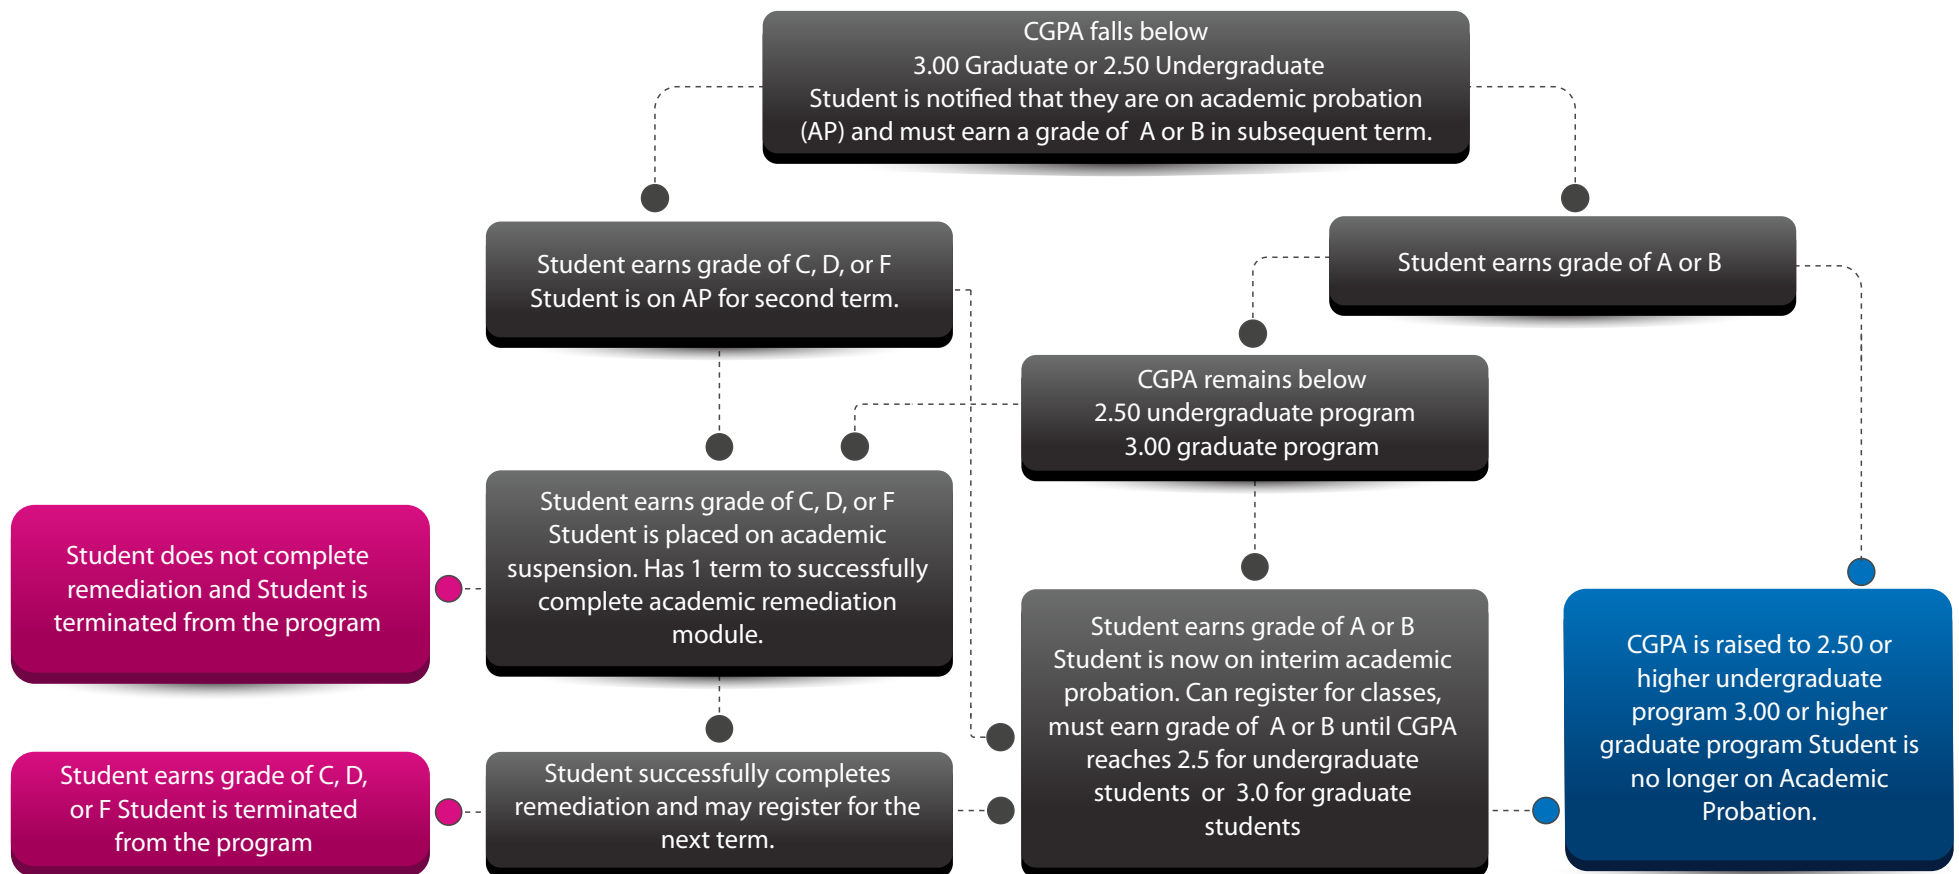 CGPA falls below
3.00 Graduate or 2.50 Undergraduate
Student is notified that they are on academic probation
(AP) and must earn a grade of  A or B in subsequent term.
Student earns grade of C, D, or F
Student is on AP for second term.
Student earns grade of A or B
CGPA remains below
2.50 undergraduate program
3.00 graduate program
Student earns grade of C, D, or F
Student is placed on academic
suspension. Has 1 term to successfully
complete academic remediation
module.
Student does not complete
remediation and Student is
terminated from the program
Student earns grade of A or B
Student is now on interim academic
probation. Can register for classes,
must earn grade of  A or B until CGPA
reaches 2.5 for undergraduate
students  or  3.0 for graduate
students
CGPA is raised to 2.50 or
higher undergraduate
program 3.00 or higher
graduate program Student is
no longer on Academic
Probation.
Student earns grade of C, D,
or F Student is terminated
from the program
Student successfully completes
remediation and may register for the
next term.